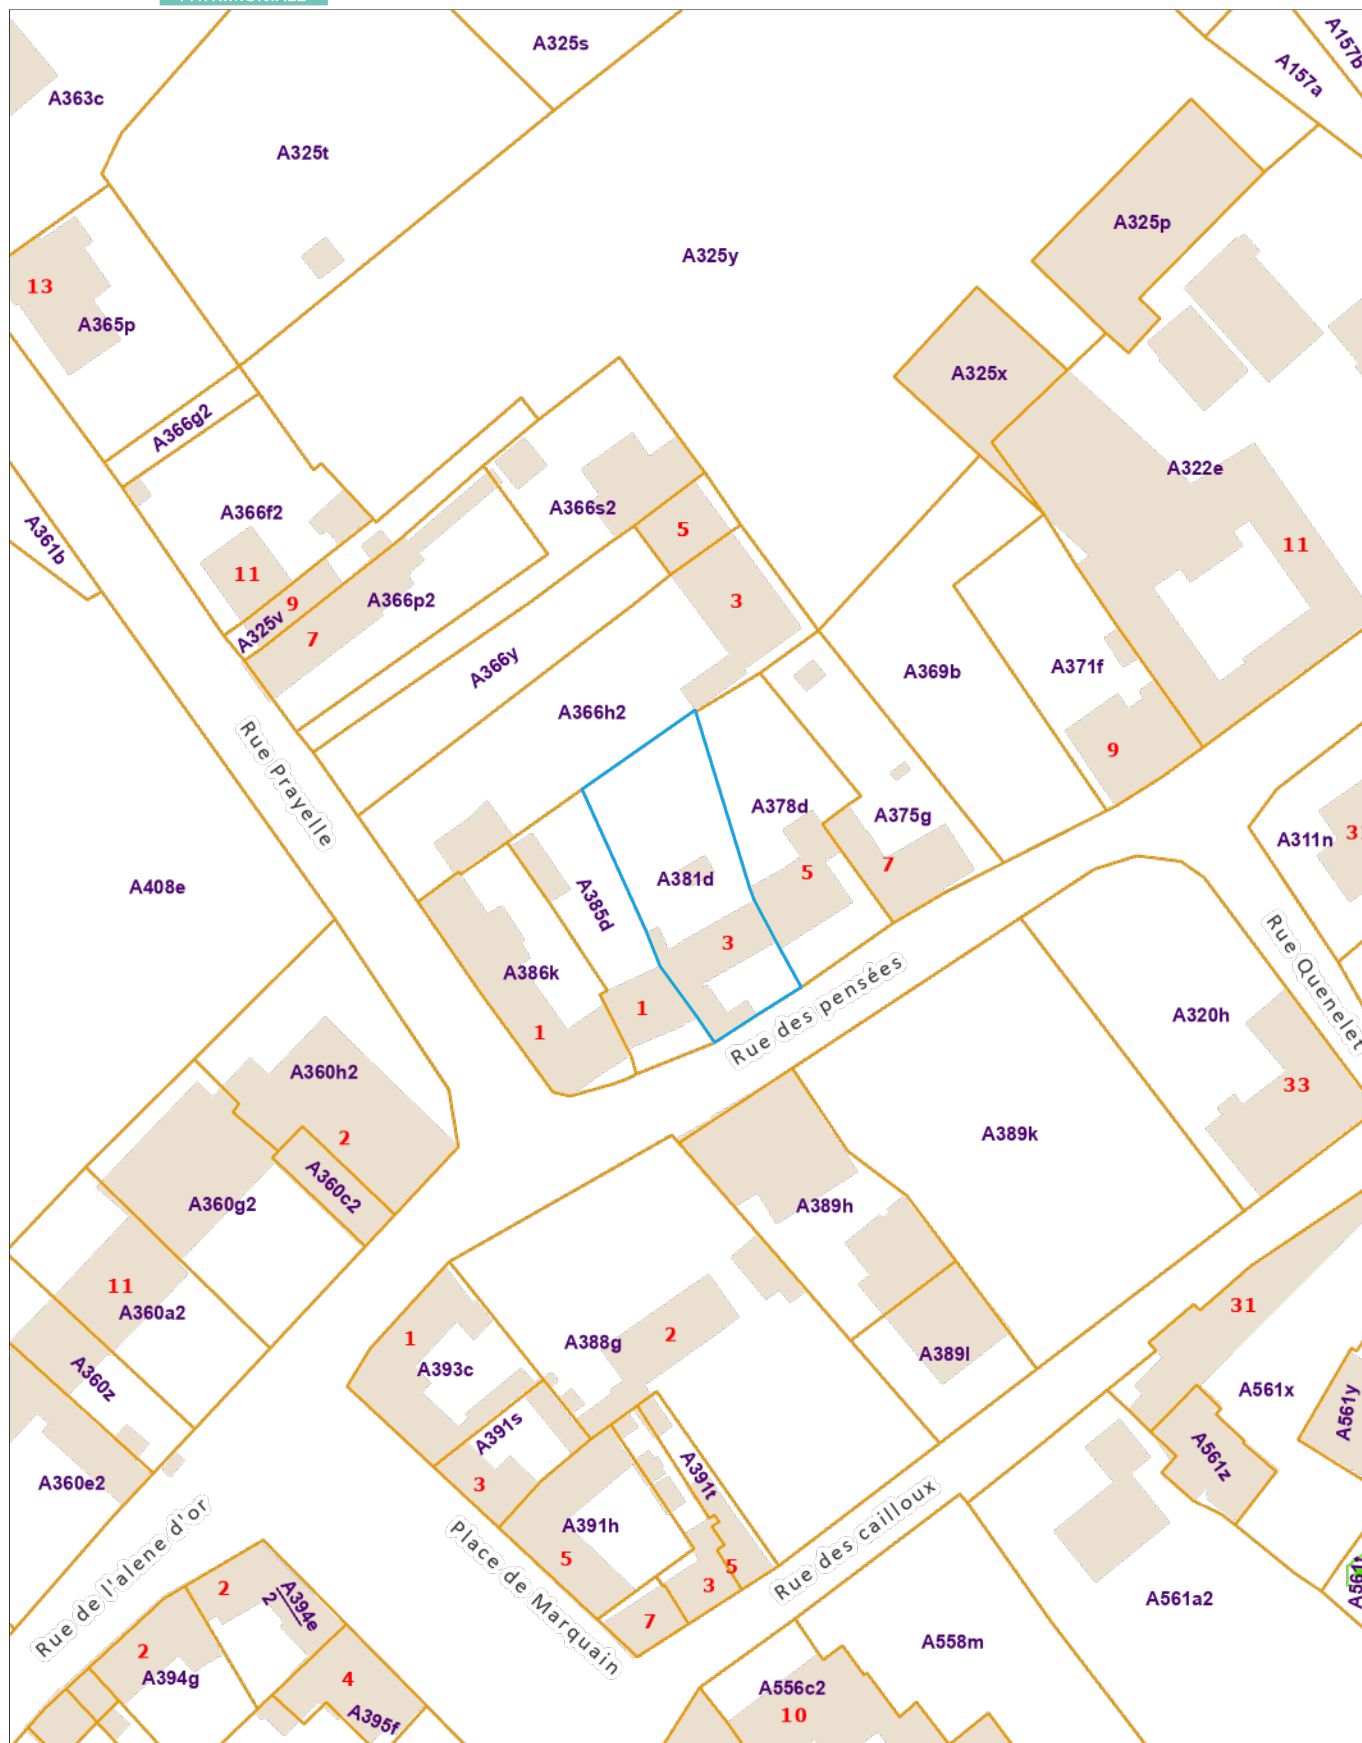 A325s
A157b
A157a
A363c
A325t
A325p
A325y
13
A365p
A325x
A366g2
A322e
A366f2
A366s2
5
A361b
11
11
9
A366p2
3
A325v
7
A366y
A371f
A369b
A366h2
Rue Prayelle
9
A378d
A375g
A311n
3
A408e
A381d
5
7
A385d
3
Rue Quenelet
A386k
1
1
Rue des pensées
A320h
A360h2
33
2
A389k
A360c2
A360g2
A389h
11
A360a2
31
1
2
A388g
A393c
A389l
A360z
A561x
A561y
A391s
A561z
A360e2
3
A391t
Rue de l'alene d'or
Place de Marquain
A391h
5
Rue des cailloux
5
3
2
A394e
2
A561a2
7
A558m
2
A394g
4
A395f
A556c2
10